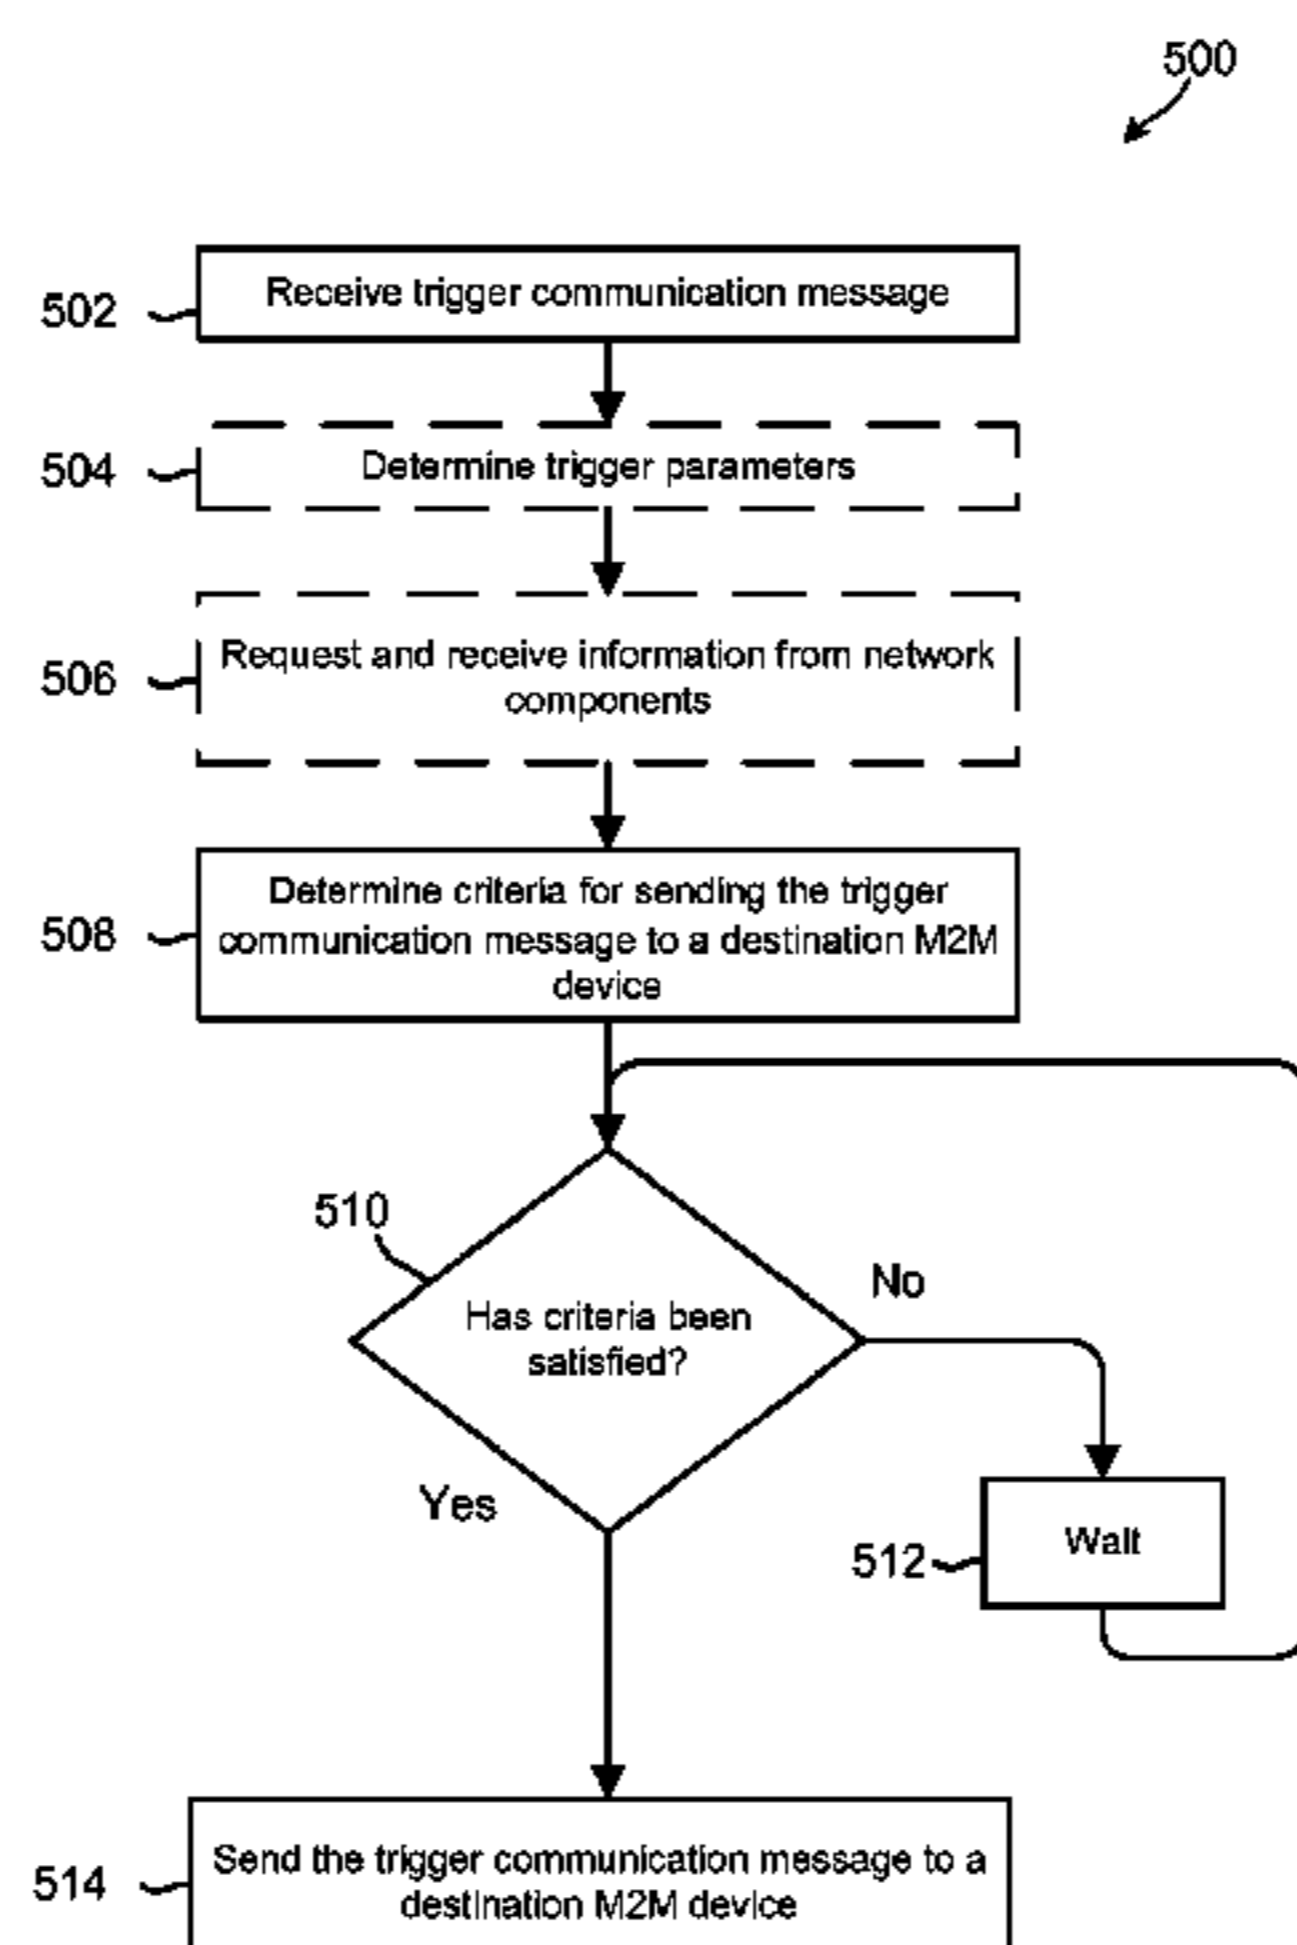 500
502
Receive trigger communication message
504
Determine trigger parameters
506
Request and receive information from network
components
508
Determine criteria for sending the trigger
communication message to a destination M2M
device
510
Has criteria been
satisfied?
No
Yes
512
Wait
514
Send the trigger communication message to a
destination M2M device